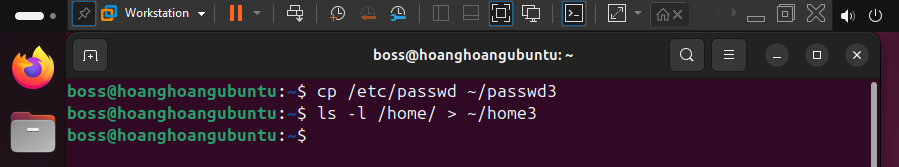 Workstation
boss@hoanghoangubuntu: ~
boss@hoanghoangubuntu:~$ cp /etc/passwd ~/passwd3
boss@hoanghoangubuntu:~$ ls -l /home/ > ~/home3
boss@hoanghoangubuntu:~$